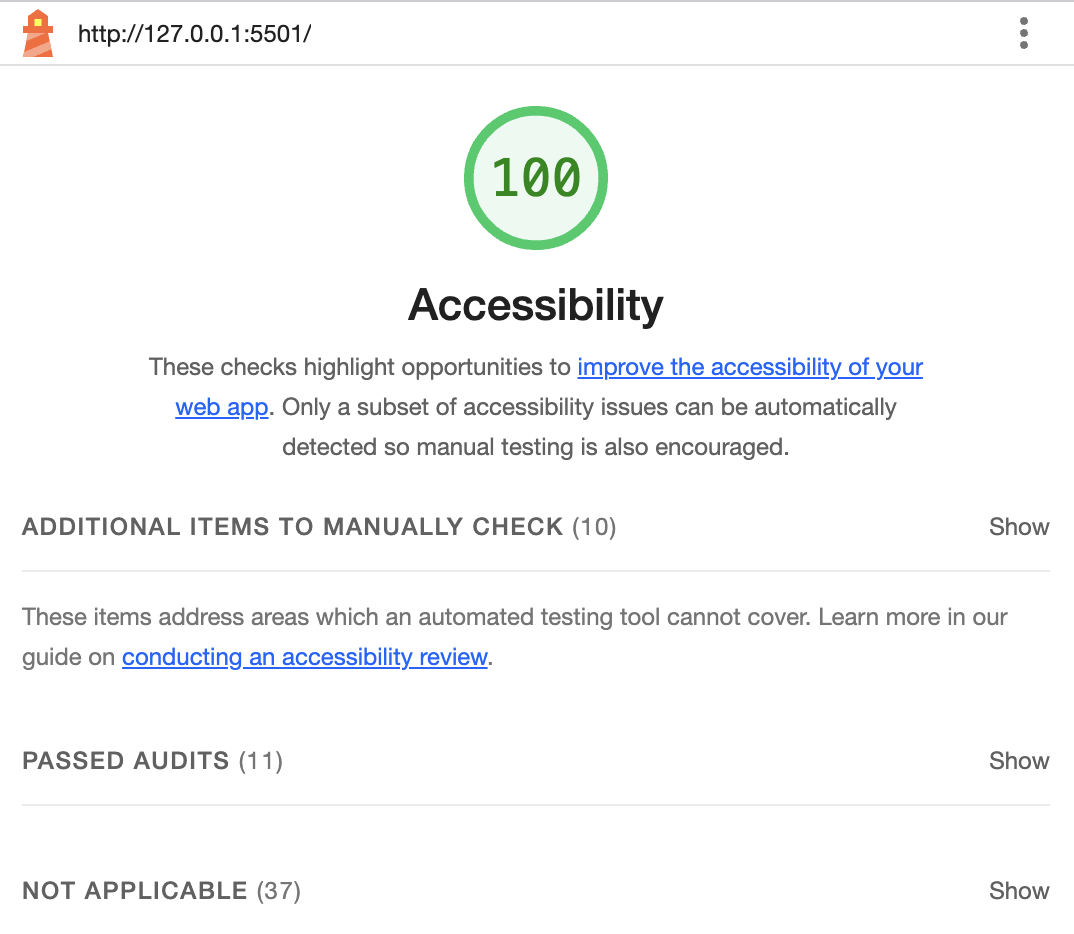 http://127.0.0.1:5501/
100
Accessibility
These checks highlight opportunities to improve the accessibility of your
web app. Only a subset of accessibility issues can be automatically
detected so manual testing is also encouraged.
ADDITIONAL ITEMS TO MANUALLY CHECK (10) Show
These items address areas which an automated testing tool cannot cover. Learn more in our
guide on conducting an accessibility review.
PASSED AUDITS (11) Show
NOT APPLICABLE (37) Show